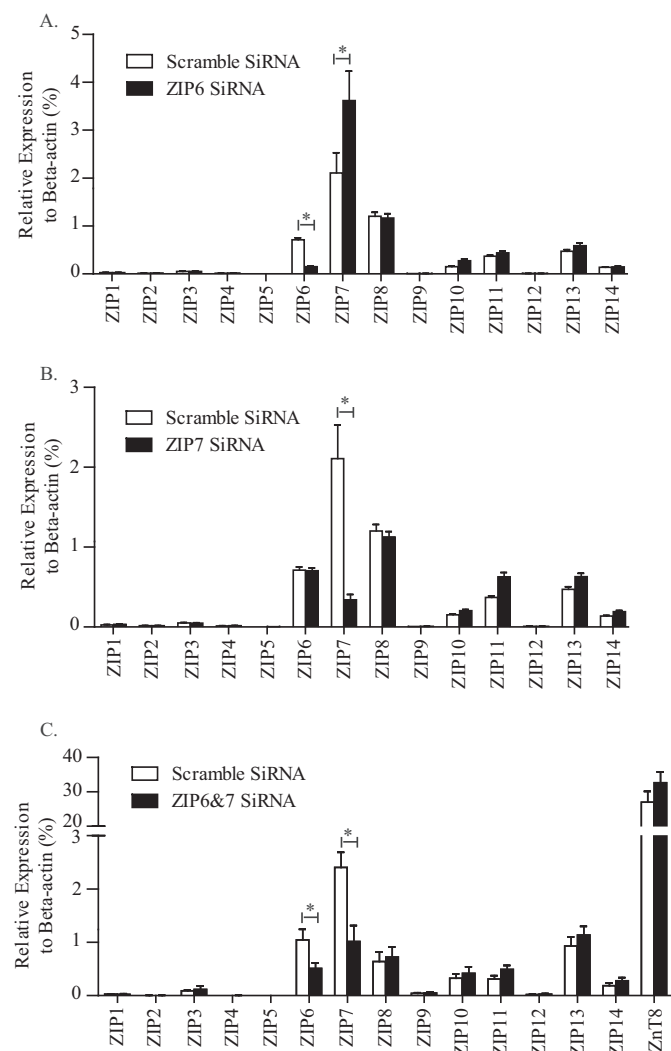 A.
Relative Expression
to Beta-actin (%)
5
4
3
2
1
0
Scramble SiRNA
ZIP6 SiRNA
*
*
ZIP1
ZIP2
ZIP3
ZIP4
ZIP5
ZIP6
ZIP7
ZIP8
ZIP9
ZIP10
ZIP11
ZIP12
ZIP13
ZIP14
B.
Relative Expression
to Beta-actin (%)
3
2
1
0
Scramble SiRNA
ZIP7 SiRNA
*
ZIP1
ZIP2
ZIP3
ZIP4
ZIP5
ZIP6
ZIP7
ZIP8
ZIP9
ZIP10
ZIP11
ZIP12
ZIP13
ZIP14
C.
Relative Expression
to Beta-actin (%)
40
30
20
3
2
1
0
Scramble SiRNA
ZIP6&7 SiRNA
*
*
ZIP1
ZIP2
ZIP3
ZIP4
ZIP5
ZIP6
ZIP7
ZIP8
ZIP9
ZIP10
ZIP11
ZIP12
ZIP13
ZIP14
ZnT8